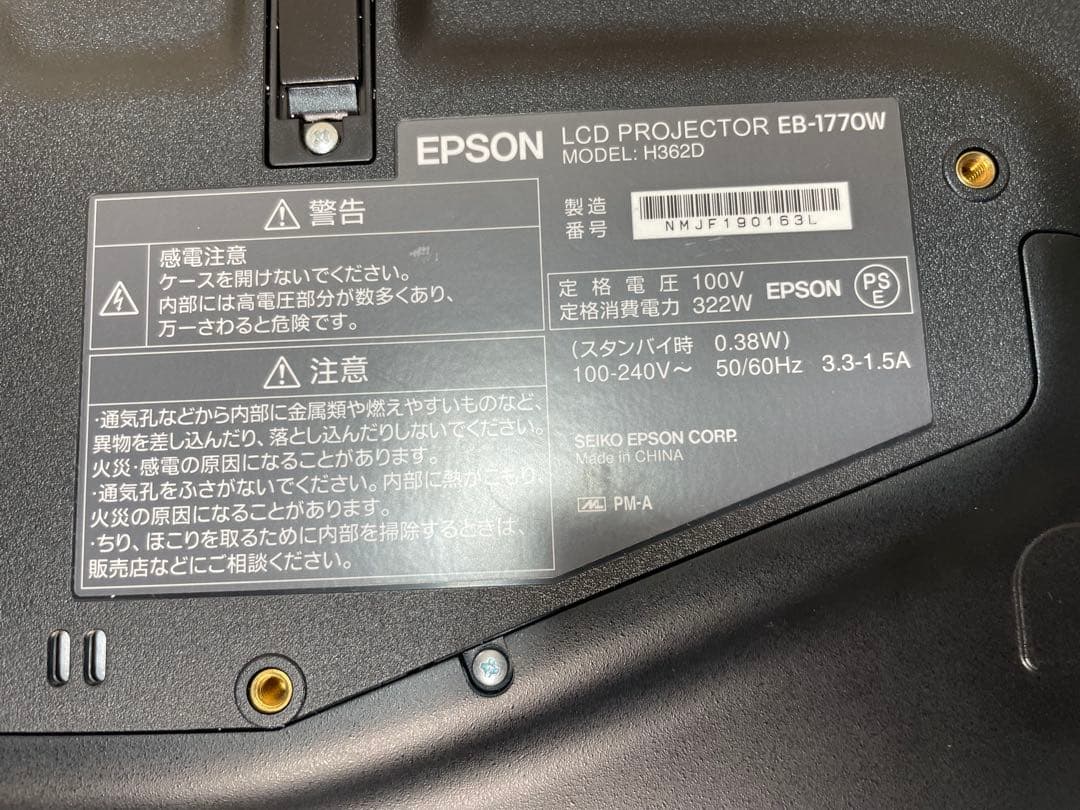 EPSON LCD PROJECTOR EB-1770W
MODEL: H362D
製造番号
NMJF190163L
定格電圧 100V
定格消費電力 322W
EPSON
PS
E
(スタンバイ時 0.38W)
100-240V～ 50/60Hz 3.3-1.5A
SEIKO EPSON CORP.
Made in CHINA
ML PM-A
警告
感電注意
ケースを開けないでください。
内部には高電圧部分が数多くあり、
万一さわると危険です。
注意
・通気孔などから内部に金属類や燃えやすいものなど、
異物を差し込んだり、落とし込んだりしないでください。
火災・感電の原因になることがあります。
・通気孔をふさがないでください。内部に熱がこもり、
火災の原因になることがあります。
・ちり、ほこりを取るために内部を掃除するときは、
販売店などにご相談ください。